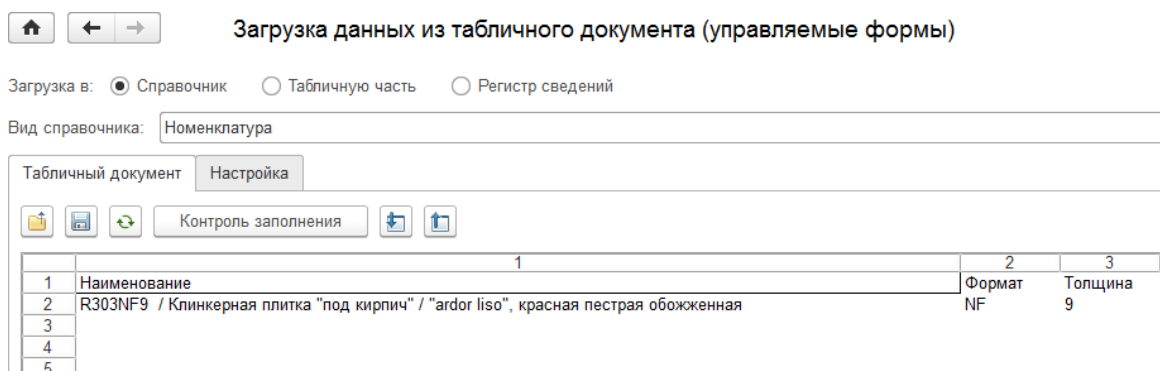 Загрузка данных из табличного документа (управляемые формы)
Загрузка в: Справочник Табличную часть Регистр сведений
Вид справочника: Номенклатура
Табличный документ Настройка
Контроль заполнения
1 2 3
1 Наименование Формат Толщина
2 R303NF9 / Клинкерная плитка "под кирпич" / "ardor liso", красная пестрая обожженная NF 9
3
4
5